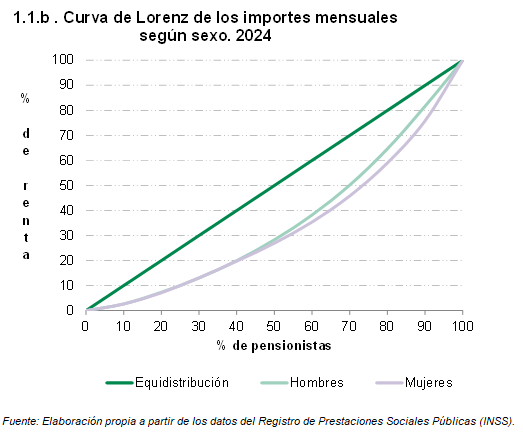 1.1.b . Curva de Lorenz de los importes mensuales
según sexo. 2024
% de renta
100
90
80
70
60
50
40
30
20
10
0
0 10 20 30 40 50 60 70 80 90 100
% de pensionistas
Equidistribución Hombres Mujeres
Fuente: Elaboración propia a partir de los datos del Registro de Prestaciones Sociales Públicas (INSS).